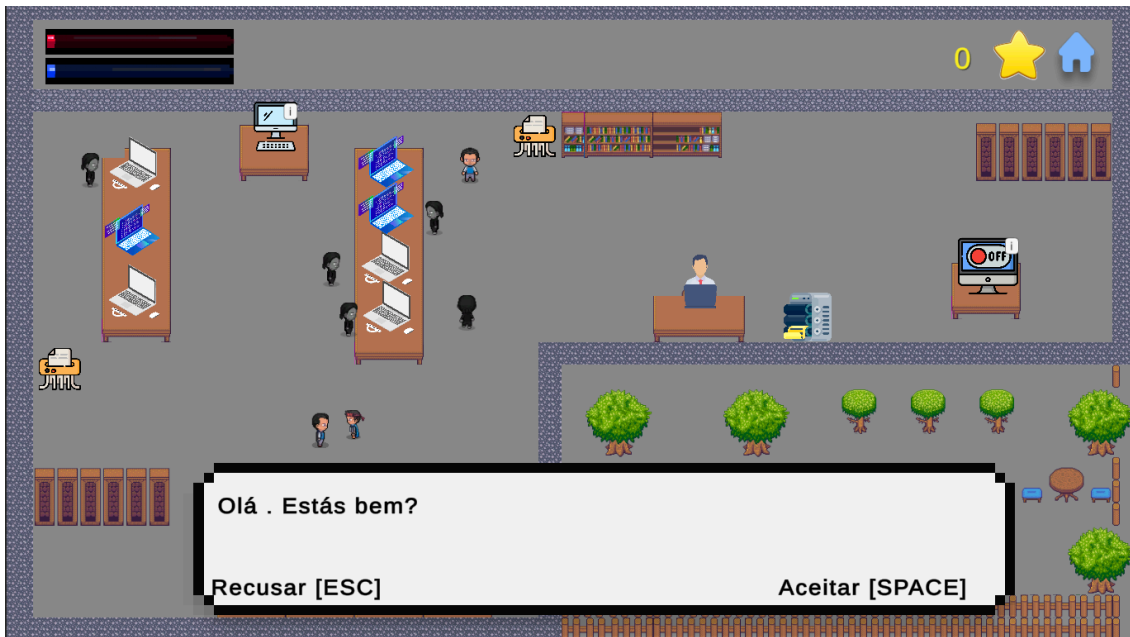 0
i
OFF
i
Olá . Estás bem?
Recusar [ESC]
Aceitar [SPACE]